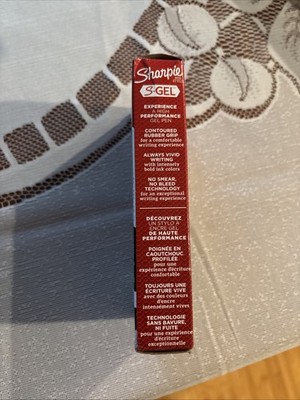 Sharpie
S•GEL
EXPERIENCE
A HIGH
PERFORMANCE
GEL PEN
CONTOURED
RUBBER GRIP
for a comfortable
writing experience
ALWAYS VIVID
WRITING
with intensely
bold ink colors
NO SMEAR,
NO BLEED
TECHNOLOGY
for an exceptional
writing experience
DÉCOUVREZ
UN STYLO À
ENCRE GEL
DE HAUTE
PERFORMANCE
POIGNÉE EN
CAOUTCHOUC
PROFILÉE
pour une
expérience d'écriture
confortable
TOUJOURS UNE
ÉCRITURE VIVE
avec des couleurs
d'encre
intensément vives
TECHNOLOGIE
SANS BAVURE,
NI FUITE
pour une expérience
d'écriture
exceptionnelle